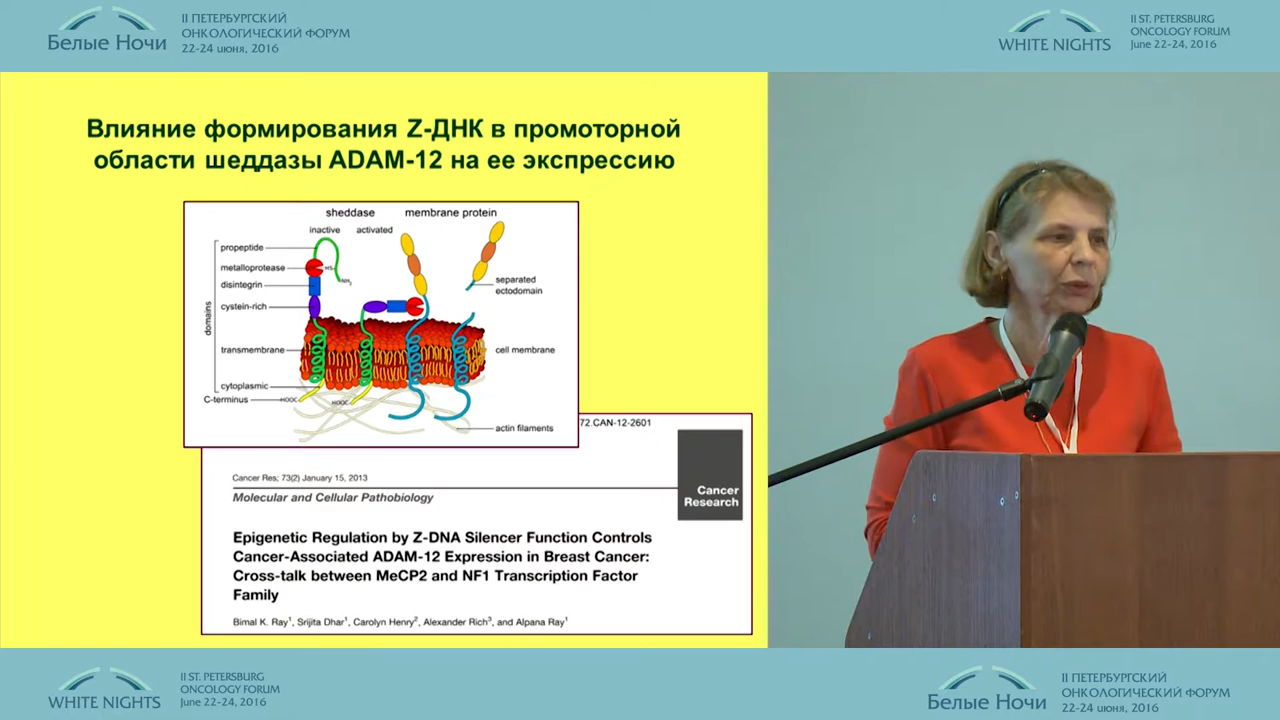 Белые Ночи
II ПЕТЕРБУРГСКИЙ
ОНКОЛОГИЧЕСКИЙ ФОРУМ
22-24 июня, 2016
WHITE NIGHTS
II ST. PETERSBURG
ONCOLOGY FORUM
June 22-24, 2016
Влияние формирования Z-ДНК в промоторной
области шеддазы ADAM-12 на ее экспрессию
sheddase
membrane protein
inactive
activated
propeptide
metalloprotease
disintegrin
cystein-rich
domains
transmembrane
cytoplasmic
C-terminus
HS
NH2
HOOC
HOOC
separated
ectodomain
cell membrane
actin filaments
72.CAN-12-2601
Cancer
Research
Cancer Res; 73(2) January 15, 2013
Molecular and Cellular Pathobiology
Epigenetic Regulation by Z-DNA Silencer Function Controls
Cancer-Associated ADAM-12 Expression in Breast Cancer:
Cross-talk between MeCP2 and NF1 Transcription Factor
Family
Bimal K. Ray1, Srijita Dhar1, Carolyn Henry2, Alexander Rich3, and Alpana Ray1
WHITE NIGHTS
II ST. PETERSBURG
ONCOLOGY FORUM
June 22-24, 2016
Белые Ночи
II ПЕТЕРБУРГСКИЙ
ОНКОЛОГИЧЕСКИЙ ФОРУМ
22-24 июня, 2016